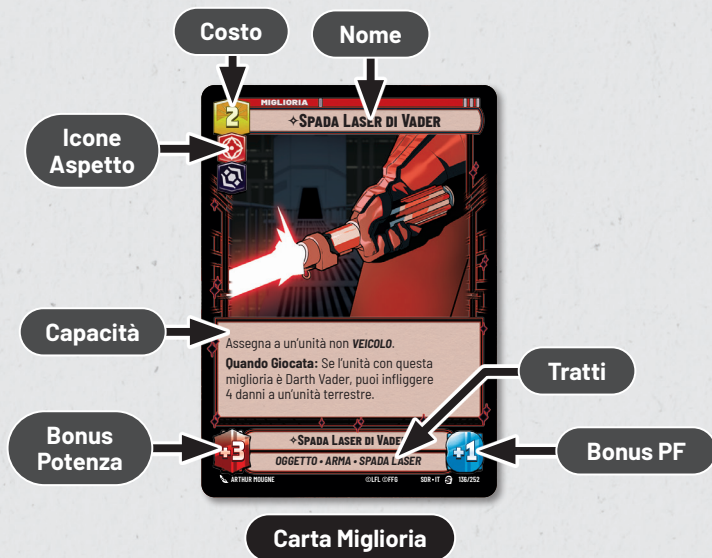 Costo
Nome
MIGLIORIA
2
✧SPADA LASER DI VADER
Icone
Aspetto
Capacità
Assegna a un'unità non VEICOLO.
Quando Giocata: Se l'unità con questa
miglioria è Darth Vader, puoi infliggere
4 danni a un'unità terrestre.
Tratti
Bonus
Potenza
+3
✧SPADA LASER DI VADER
OGGETTO • ARMA • SPADA LASER
+1
Bonus PF
ARTHUR MOUGNE
©LFL ©FFG
SOR • IT
136/252
Carta Miglioria